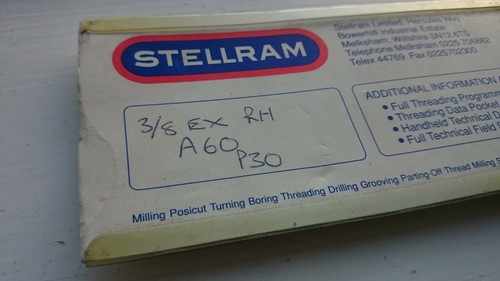 STELLRAM
3/8 EX RH
A60
P30
Stellram Limited, Hercules Way
Bowerhill Industrial Estate
Melksham, Wiltshire SN12 6TS
Telephone Melksham 0225 706882
Telex 44769 Fax 0225702300
ADDITIONAL INFORMATION
• Full Threading Programm
• Threading Data Pocket
• Handheld Technical D
• Full Technical Field S
Milling Posicut Turning Boring Threading Drilling Grooving Parting-Off Thread Milling